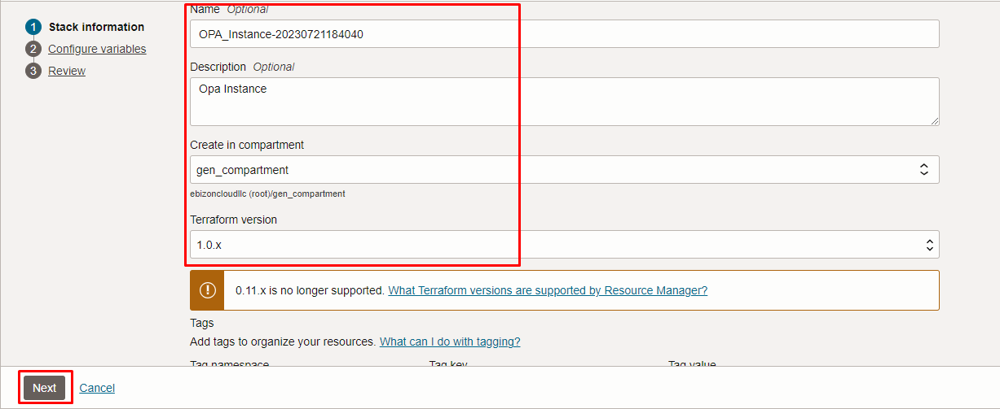 Name Optional
1 Stack information
OPA_Instance-20230721184040
2 Configure variables
Description Optional
3 Review
Opa Instance
Create in compartment
gen_compartment
ebizoncloudllc (root)/gen_compartment
Terraform version
1.0.x
0.11.x is no longer supported. What Terraform versions are supported by Resource Manager?
Tags
Add tags to organize your resources. What can I do with tagging?
Tag namespace Tag key Tag value
Next Cancel